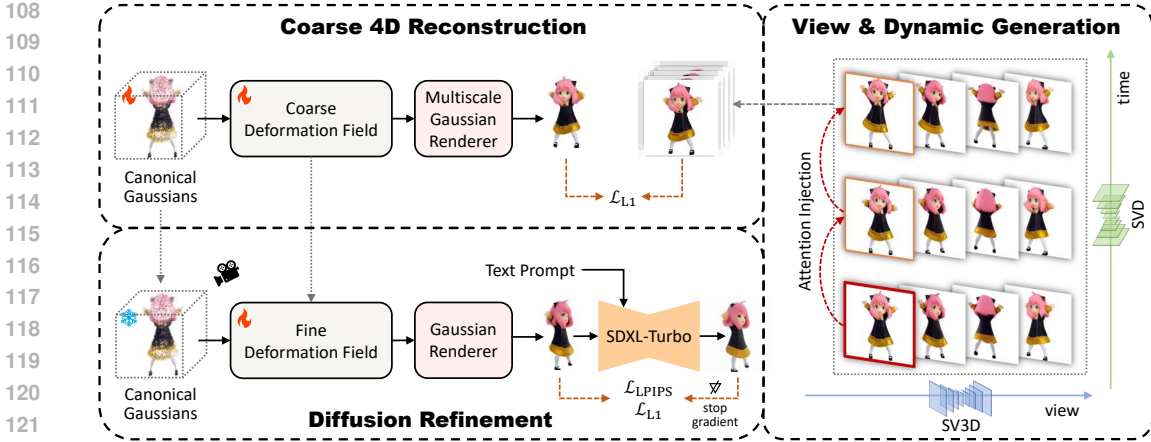 108
109
110
111
112
113
114
115
116
117
118
119
120
121
Coarse 4D Reconstruction
Coarse
Deformation Field
Multiscale
Gaussian
Renderer
Canonical
Gaussians
ℒL1
Text Prompt
Fine
Deformation Field
Gaussian
Renderer
SDXL-Turbo
Canonical
Gaussians
ℒLPIPS
ℒL1
∇
stop
gradient
Diffusion Refinement
View & Dynamic Generation
Attention Injection
time
SVD
view
SV3D